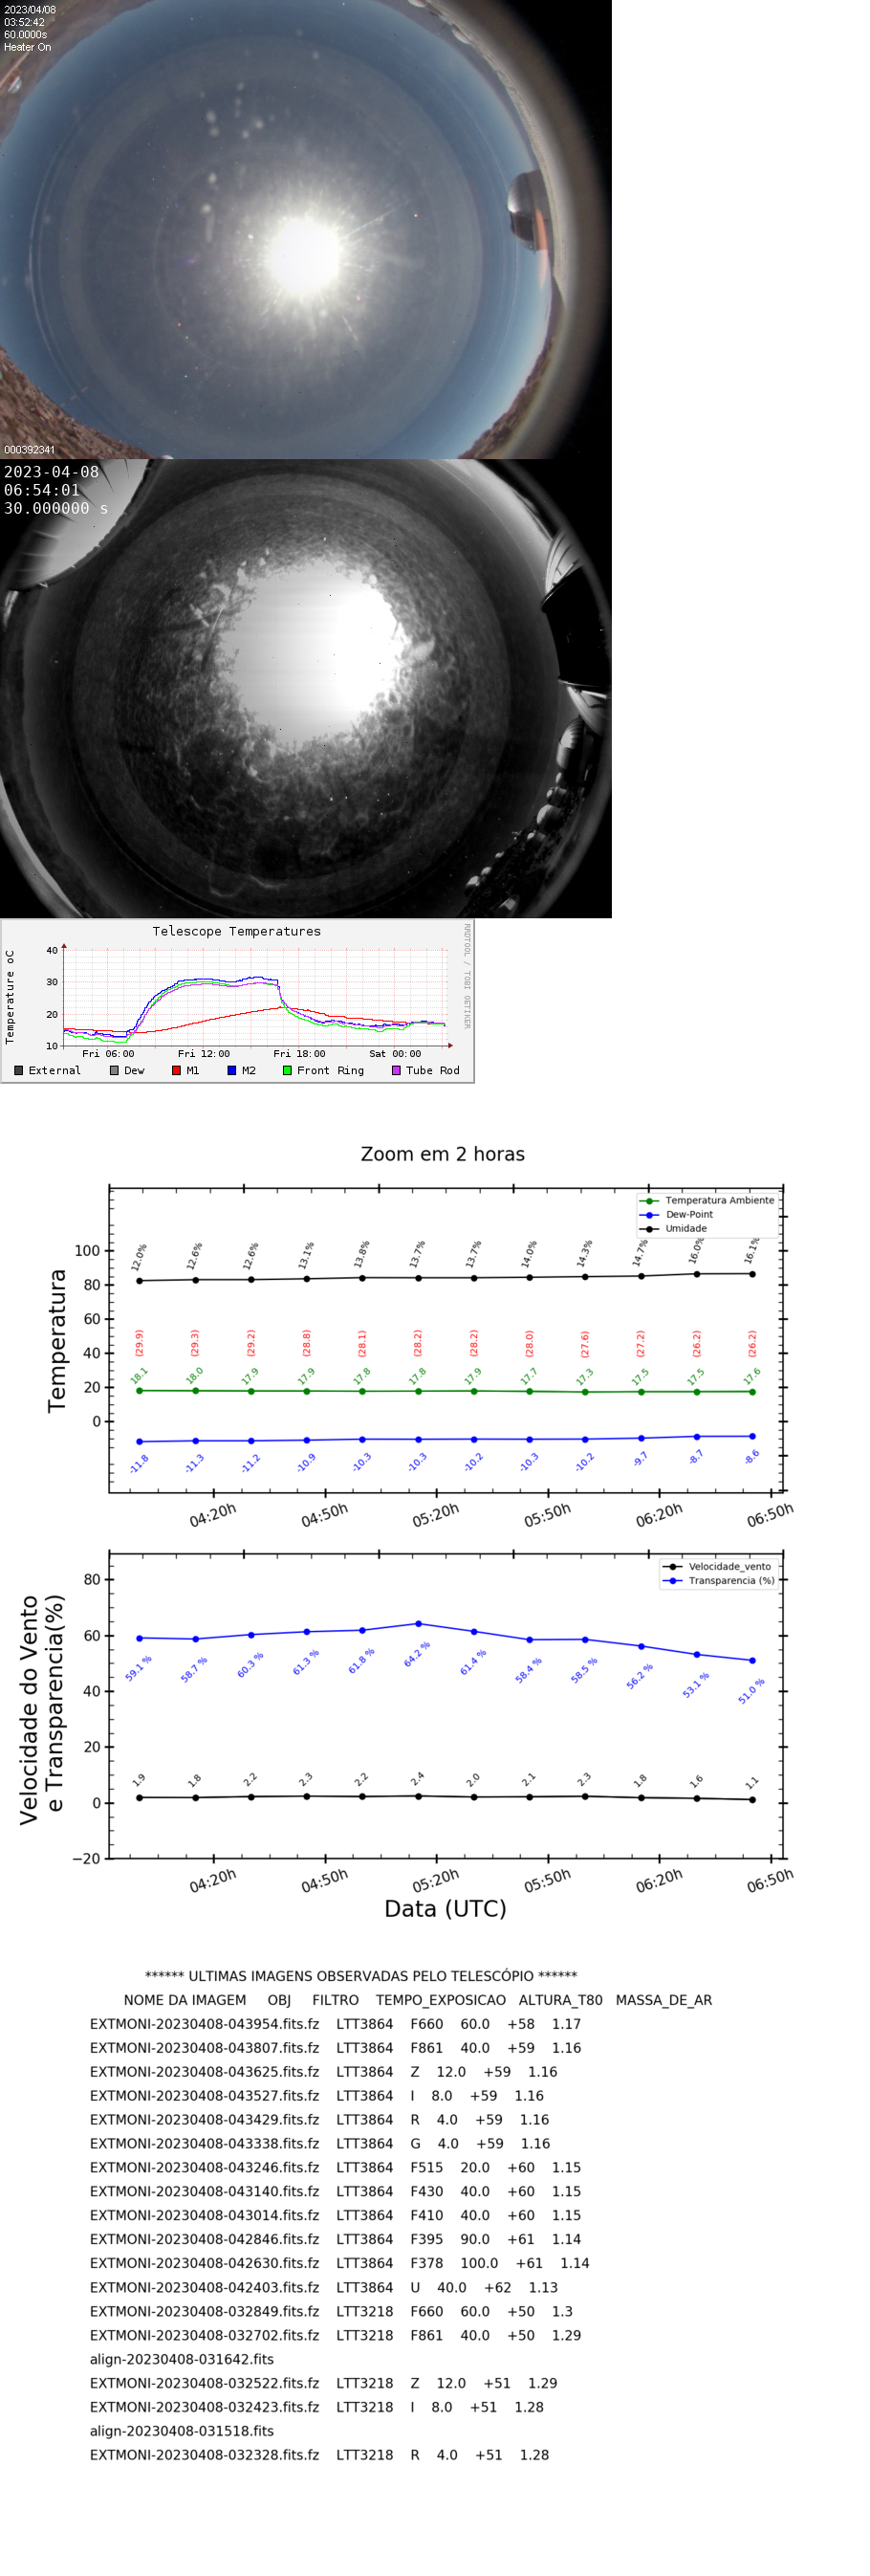 2023/04/08
03:52:42
60.0000s
Heater On
000392341
2023-04-08
06:54:01
30.000000 s
Telescope Temperatures
RRDTOOL / TOBI OETIKER
Temperature oC
40
30
20
10
Fri 06:00 Fri 12:00 Fri 18:00 Sat 00:00
External Dew M1 M2 Front Ring Tube Rod
Zoom em 2 horas
Temperatura Ambiente
Dew-Point
Umidade
Temperatura
100
80
60
40
20
0
12.0% 12.6% 12.6% 13.1% 13.8% 13.7% 13.7% 14.0% 14.3% 14.7% 16.0% 16.1%
(29.9) (29.3) (29.2) (28.8) (28.1) (28.2) (28.2) (28.0) (27.6) (27.2) (26.2) (26.2)
18.1 18.0 17.9 17.9 17.8 17.8 17.9 17.7 17.3 17.5 17.5 17.6
-11.8 -11.3 -11.2 -10.9 -10.3 -10.3 -10.2 -10.3 -10.2 -9.7 -8.7 -8.6
04:20h 04:50h 05:20h 05:50h 06:20h 06:50h
Velocidade_vento
Transparencia (%)
Velocidade do Vento
e Transparencia(%)
80
60
40
20
0
−20
59.1 % 58.7 % 60.3 % 61.3 % 61.8 % 64.2 % 61.4 % 58.4 % 58.5 % 56.2 % 53.1 % 51.0 %
1.9 1.8 2.2 2.3 2.2 2.4 2.0 2.1 2.3 1.8 1.6 1.1
04:20h 04:50h 05:20h 05:50h 06:20h 06:50h
Data (UTC)
****** ULTIMAS IMAGENS OBSERVADAS PELO TELESCÓPIO ******
NOME DA IMAGEM OBJ FILTRO TEMPO_EXPOSICAO ALTURA_T80 MASSA_DE_AR
EXTMONI-20230408-043954.fits.fz LTT3864 F660 60.0 +58 1.17
EXTMONI-20230408-043807.fits.fz LTT3864 F861 40.0 +59 1.16
EXTMONI-20230408-043625.fits.fz LTT3864 Z 12.0 +59 1.16
EXTMONI-20230408-043527.fits.fz LTT3864 I 8.0 +59 1.16
EXTMONI-20230408-043429.fits.fz LTT3864 R 4.0 +59 1.16
EXTMONI-20230408-043338.fits.fz LTT3864 G 4.0 +59 1.16
EXTMONI-20230408-043246.fits.fz LTT3864 F515 20.0 +60 1.15
EXTMONI-20230408-043140.fits.fz LTT3864 F430 40.0 +60 1.15
EXTMONI-20230408-043014.fits.fz LTT3864 F410 40.0 +60 1.15
EXTMONI-20230408-042846.fits.fz LTT3864 F395 90.0 +61 1.14
EXTMONI-20230408-042630.fits.fz LTT3864 F378 100.0 +61 1.14
EXTMONI-20230408-042403.fits.fz LTT3864 U 40.0 +62 1.13
EXTMONI-20230408-032849.fits.fz LTT3218 F660 60.0 +50 1.3
EXTMONI-20230408-032702.fits.fz LTT3218 F861 40.0 +50 1.29
align-20230408-031642.fits
EXTMONI-20230408-032522.fits.fz LTT3218 Z 12.0 +51 1.29
EXTMONI-20230408-032423.fits.fz LTT3218 I 8.0 +51 1.28
align-20230408-031518.fits
EXTMONI-20230408-032328.fits.fz LTT3218 R 4.0 +51 1.28